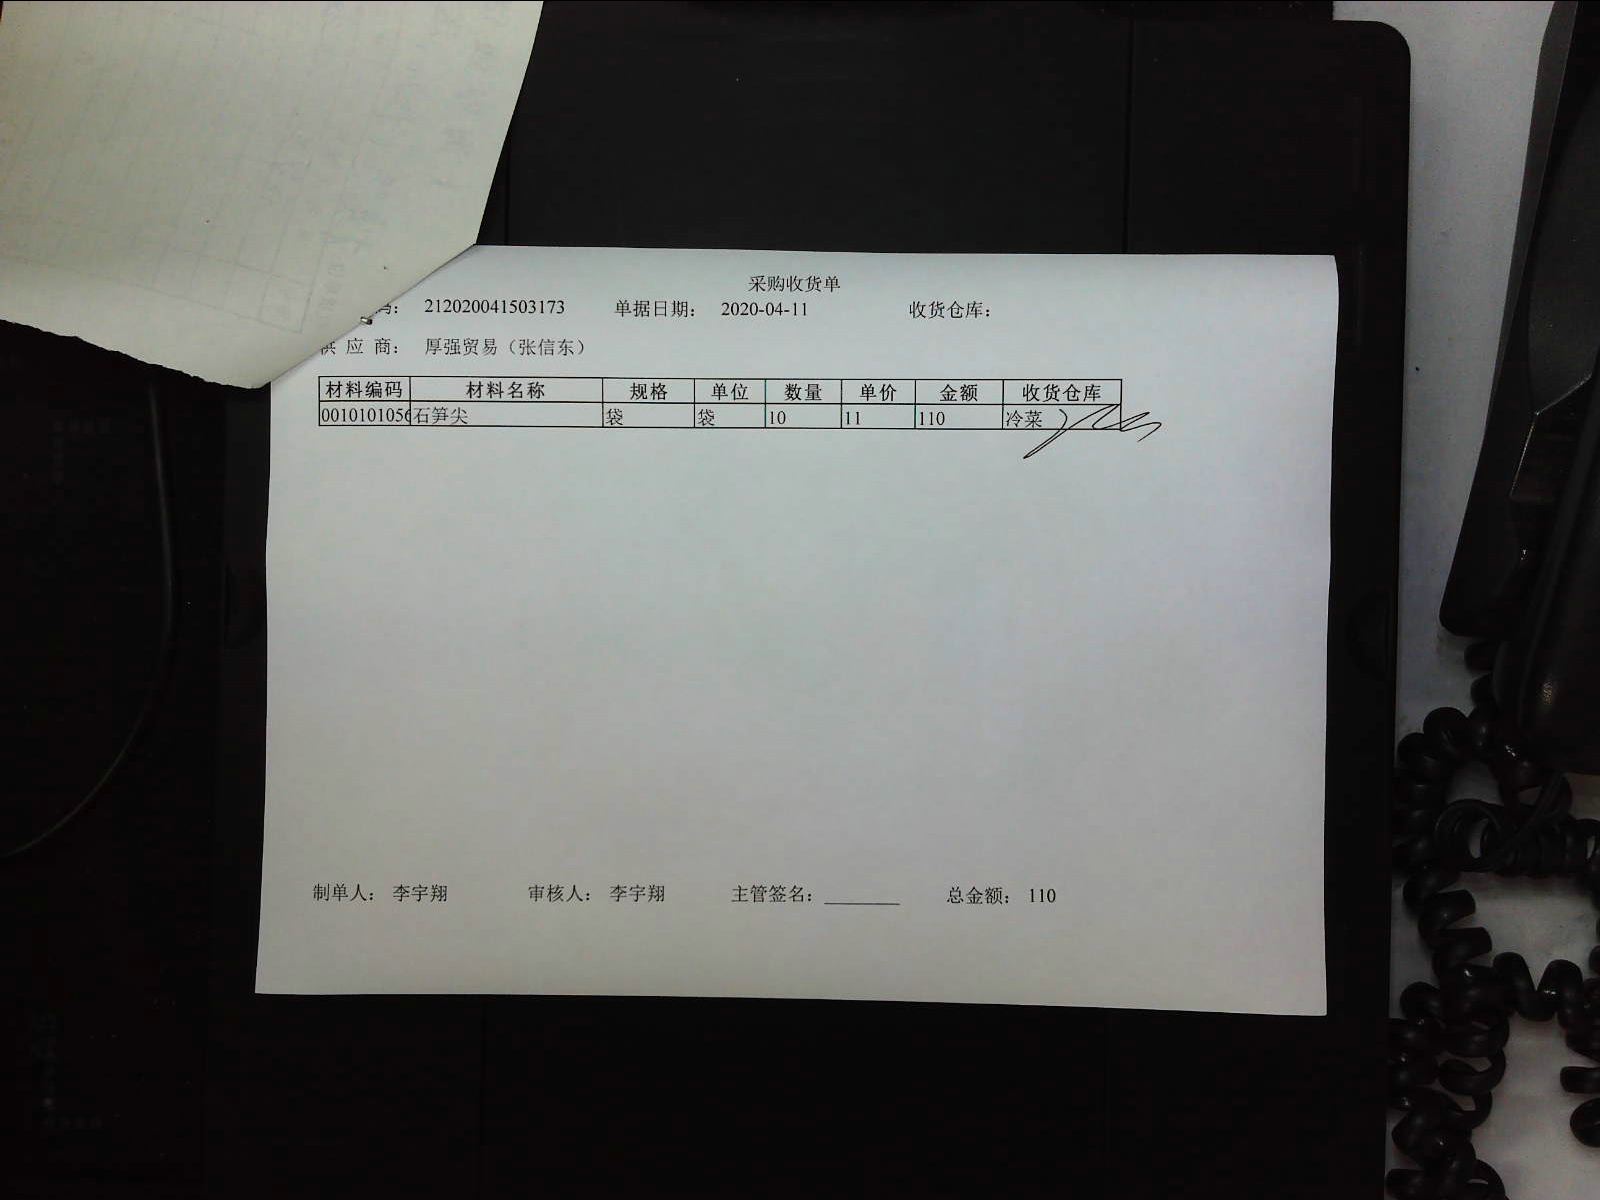 采购收货单
码： 212020041503173 单据日期： 2020-04-11 收货仓库：
供 应 商： 厚强贸易（张信东）
材料编码 材料名称 规格 单位 数量 单价 金额 收货仓库
0010101056 石笋尖 袋 袋 10 11 110 冷菜
制单人： 李宇翔 审核人： 李宇翔 主管签名： 总金额： 110